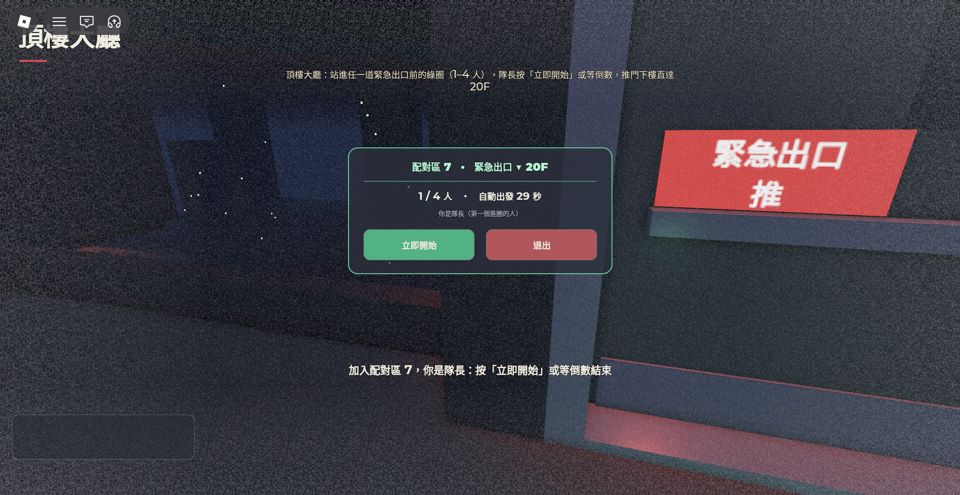 頂樓大廳
頂樓大廳：站進任一道緊急出口前的綠圈（1–4 人），隊長按「立即開始」或等倒數，推門下樓直達
20F
配對區 7 • 緊急出口 ▼ 20F
1 / 4 人 • 自動出發 29 秒
你是隊長（第一個進圈的人）
立即開始
退出
緊急出口
推
加入配對區 7，你是隊長：按「立即開始」或等倒數結束